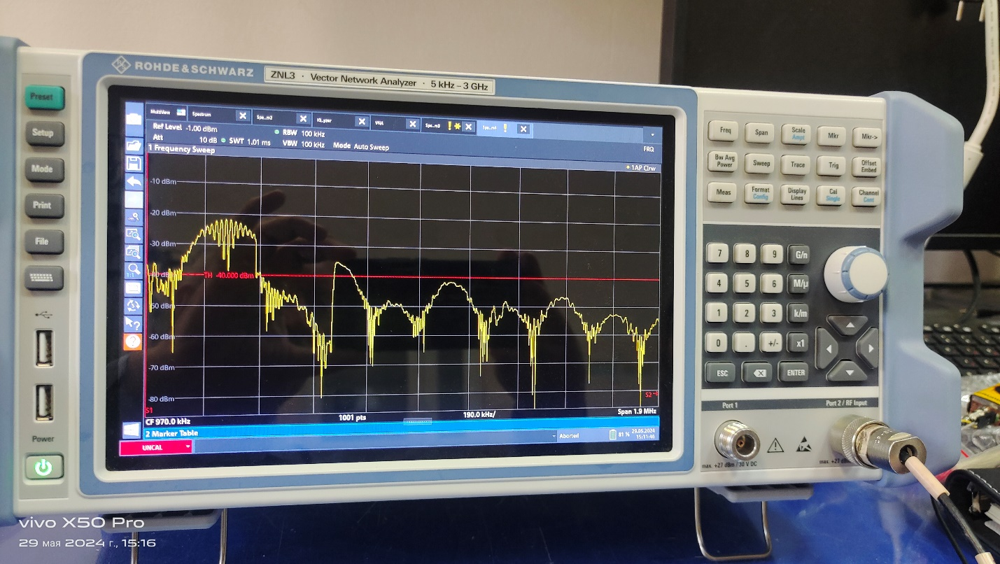 ROHDE & SCHWARZ
ZNL3 · Vector Network Analyzer · 5 kHz – 3 GHz
Preset
Setup
Mode
Print
File
Power
MultiView Spectrum Spe...m2 IQ...yzer VNA Spe...m3 Spe...m4
Ref Level -1.00 dBm RBW 100 kHz
Att 10 dB SWT 1.01 ms VBW 100 kHz Mode Auto Sweep FRQ
1 Frequency Sweep 1AP Clrw
-10 dBm
-20 dBm
-30 dBm
TH -40.000 dBm
-60 dBm
-70 dBm
-80 dBm
S1 S2
CF 970.0 kHz 1001 pts 190.0 kHz/ Span 1.9 MHz
2 Marker Table
UNCAL Aborted 81 % 29.05.2024
15:11:46
Freq Span Scale Mkr Mkr->
Ampt
Bw Avg Sweep Trace Trig Offset
Power Embed
Meas Format Display Cal Channel
Config Lines Single Conf
7 8 9 G/n
4 5 6 M/µ
1 2 3 k/m
0 . +/- x1
ESC ENTER
Port 1 Port 2 / RF Input
max. +27 dBm / 30 V DC max. +27 dB
vivo X50 Pro
29 мая 2024 г., 15:16